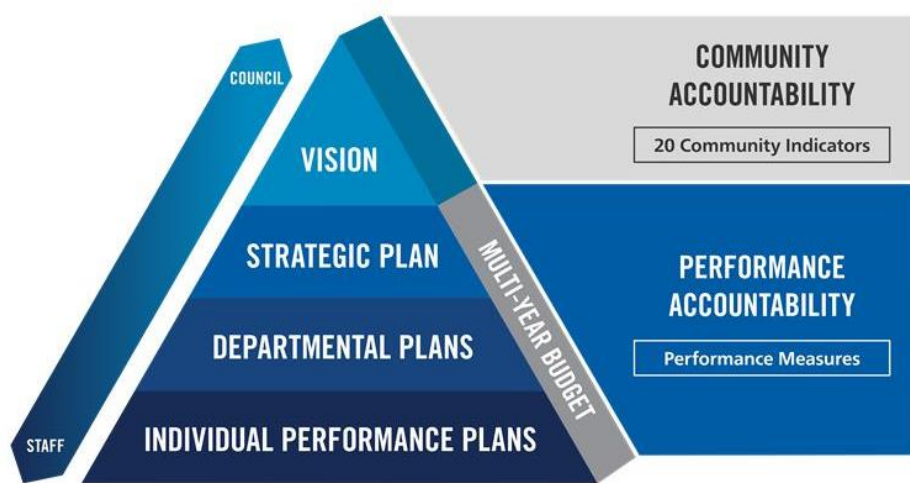 COUNCIL
STAFF
VISION
STRATEGIC PLAN
DEPARTMENTAL PLANS
INDIVIDUAL PERFORMANCE PLANS
MULTI-YEAR BUDGET
COMMUNITY
ACCOUNTABILITY
20 Community Indicators
PERFORMANCE
ACCOUNTABILITY
Performance Measures